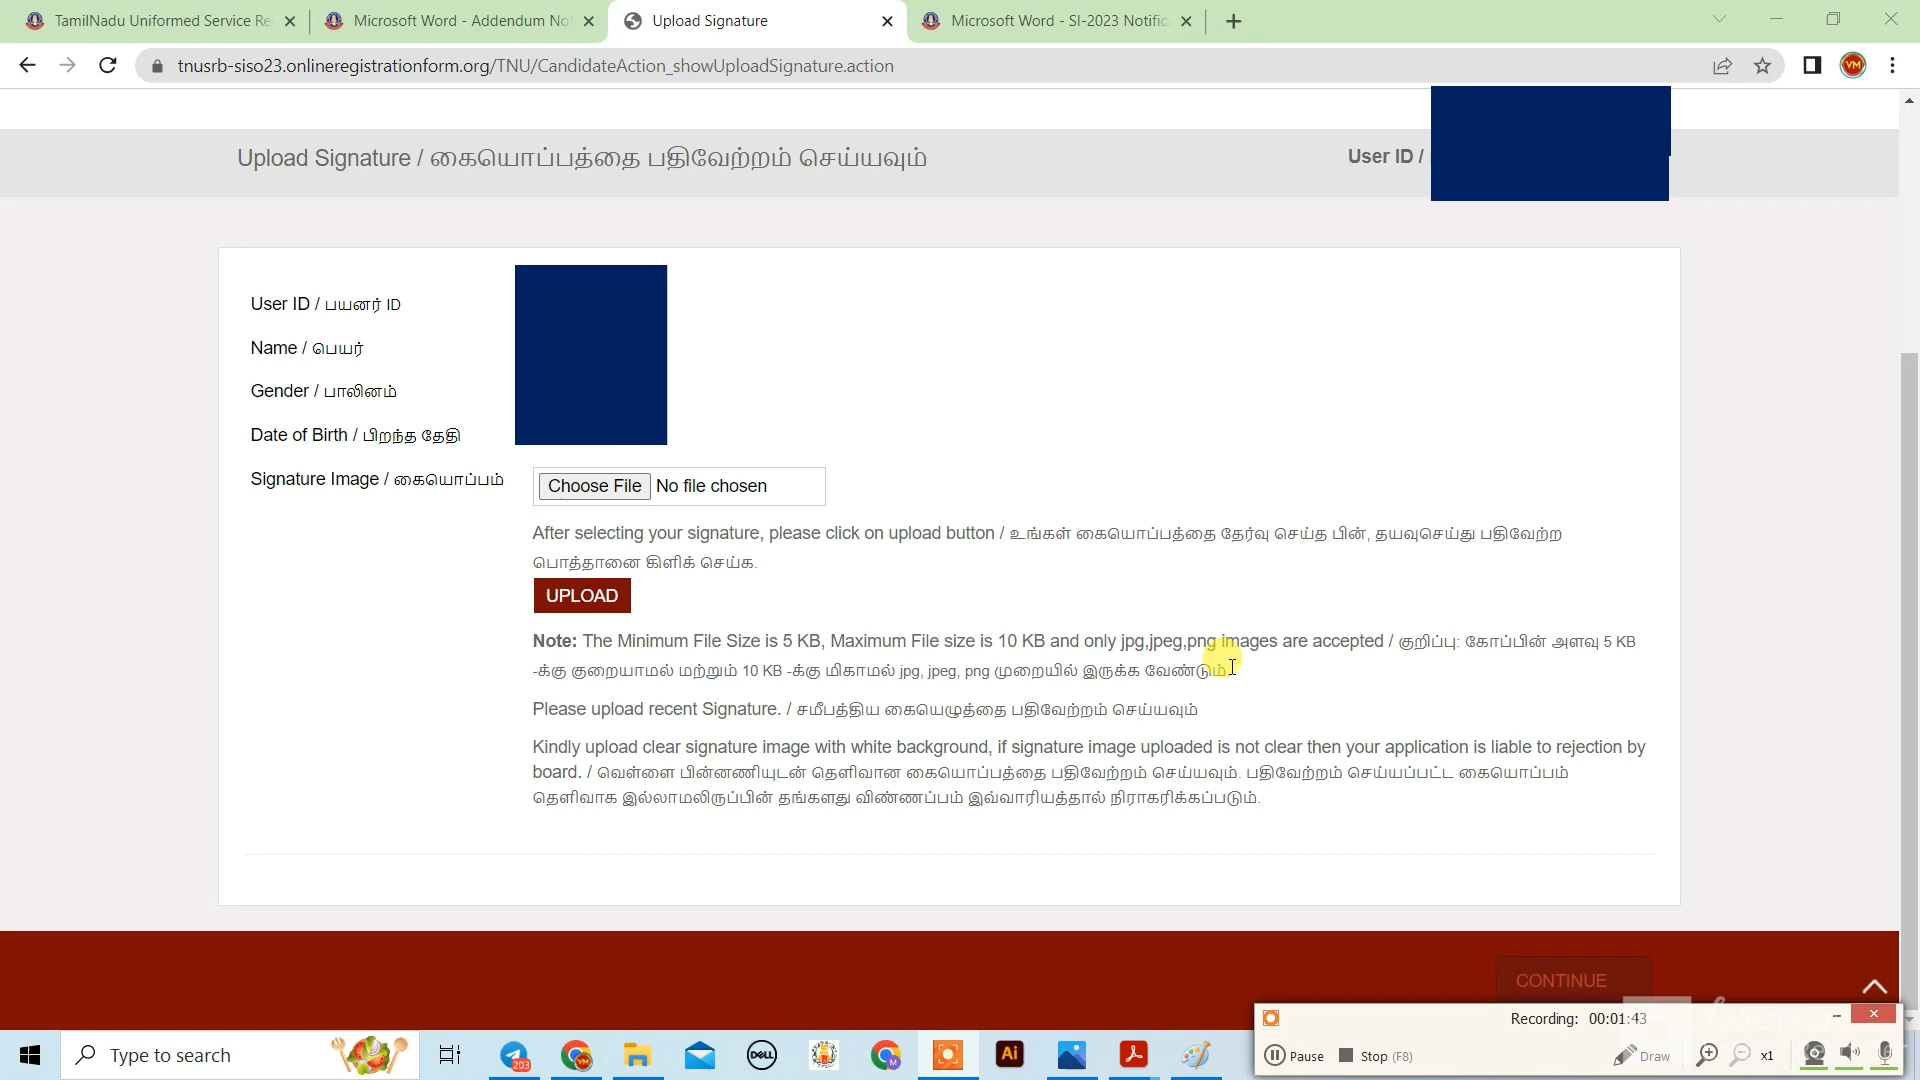 TamilNadu Uniformed Service Re
Microsoft Word - Addendum No
Upload Signature
Microsoft Word - SI-2023 Notific
tnusrb-siso23.onlineregistrationform.org/TNU/CandidateAction_showUploadSignature.action
VM
Upload Signature / கையொப்பத்தை பதிவேற்றம் செய்யவும்
User ID /
User ID / பயனர் ID
Name / பெயர்
Gender / பாலினம்
Date of Birth / பிறந்த தேதி
Signature Image / கையொப்பம்
Choose File No file chosen
After selecting your signature, please click on upload button / உங்கள் கையொப்பத்தை தேர்வு செய்த பின், தயவுசெய்து பதிவேற்ற
பொத்தானை கிளிக் செய்க.
UPLOAD
Note: The Minimum File Size is 5 KB, Maximum File size is 10 KB and only jpg,jpeg,png images are accepted / குறிப்பு: கோப்பின் அளவு 5 KB
-க்கு குறையாமல் மற்றும் 10 KB -க்கு மிகாமல் jpg, jpeg, png முறையில் இருக்க வேண்டும்.
Please upload recent Signature. / சமீபத்திய கையெழுத்தை பதிவேற்றம் செய்யவும்
Kindly upload clear signature image with white background, if signature image uploaded is not clear then your application is liable to rejection by
board. / வெள்ளை பின்னணியுடன் தெளிவான கையொப்பத்தை பதிவேற்றம் செய்யவும். பதிவேற்றம் செய்யப்பட்ட கையொப்பம்
தெளிவாக இல்லாமலிருப்பின் தங்களது விண்ணப்பம் இவ்வாரியத்தால் நிராகரிக்கப்படும்.
CONTINUE
Recording: 00:01:43
Pause
Stop (F8)
Draw
x1
Type to search
203
VM
DELL
M
Ai